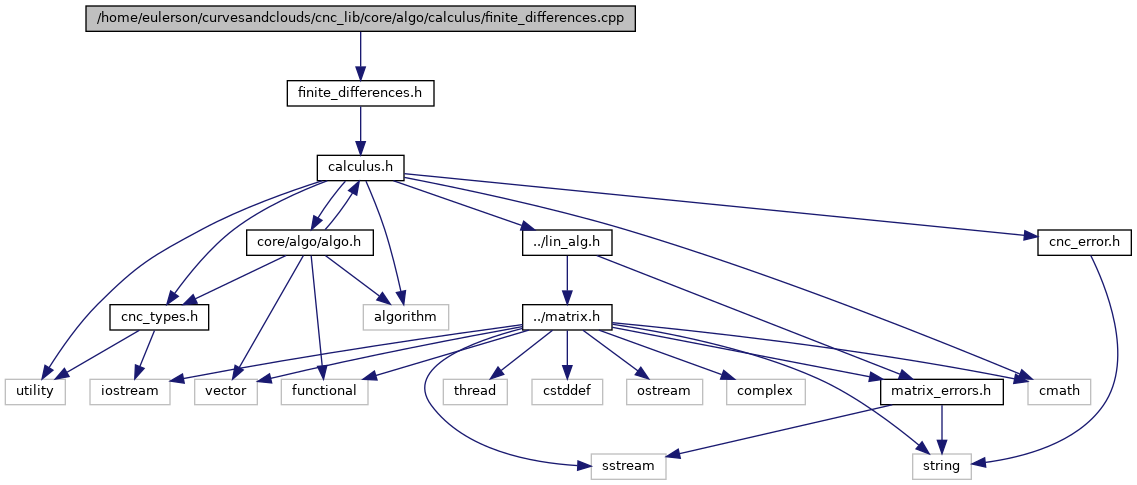 /home/eulerson/curvesandclouds/cnc_lib/core/algo/calculus/finite_differences.cpp
finite_differences.h
calculus.h
core/algo/algo.h
../lin_alg.h
cnc_error.h
cnc_types.h
algorithm
../matrix.h
utility
iostream
vector
functional
thread
cstddef
ostream
complex
matrix_errors.h
cmath
sstream
string